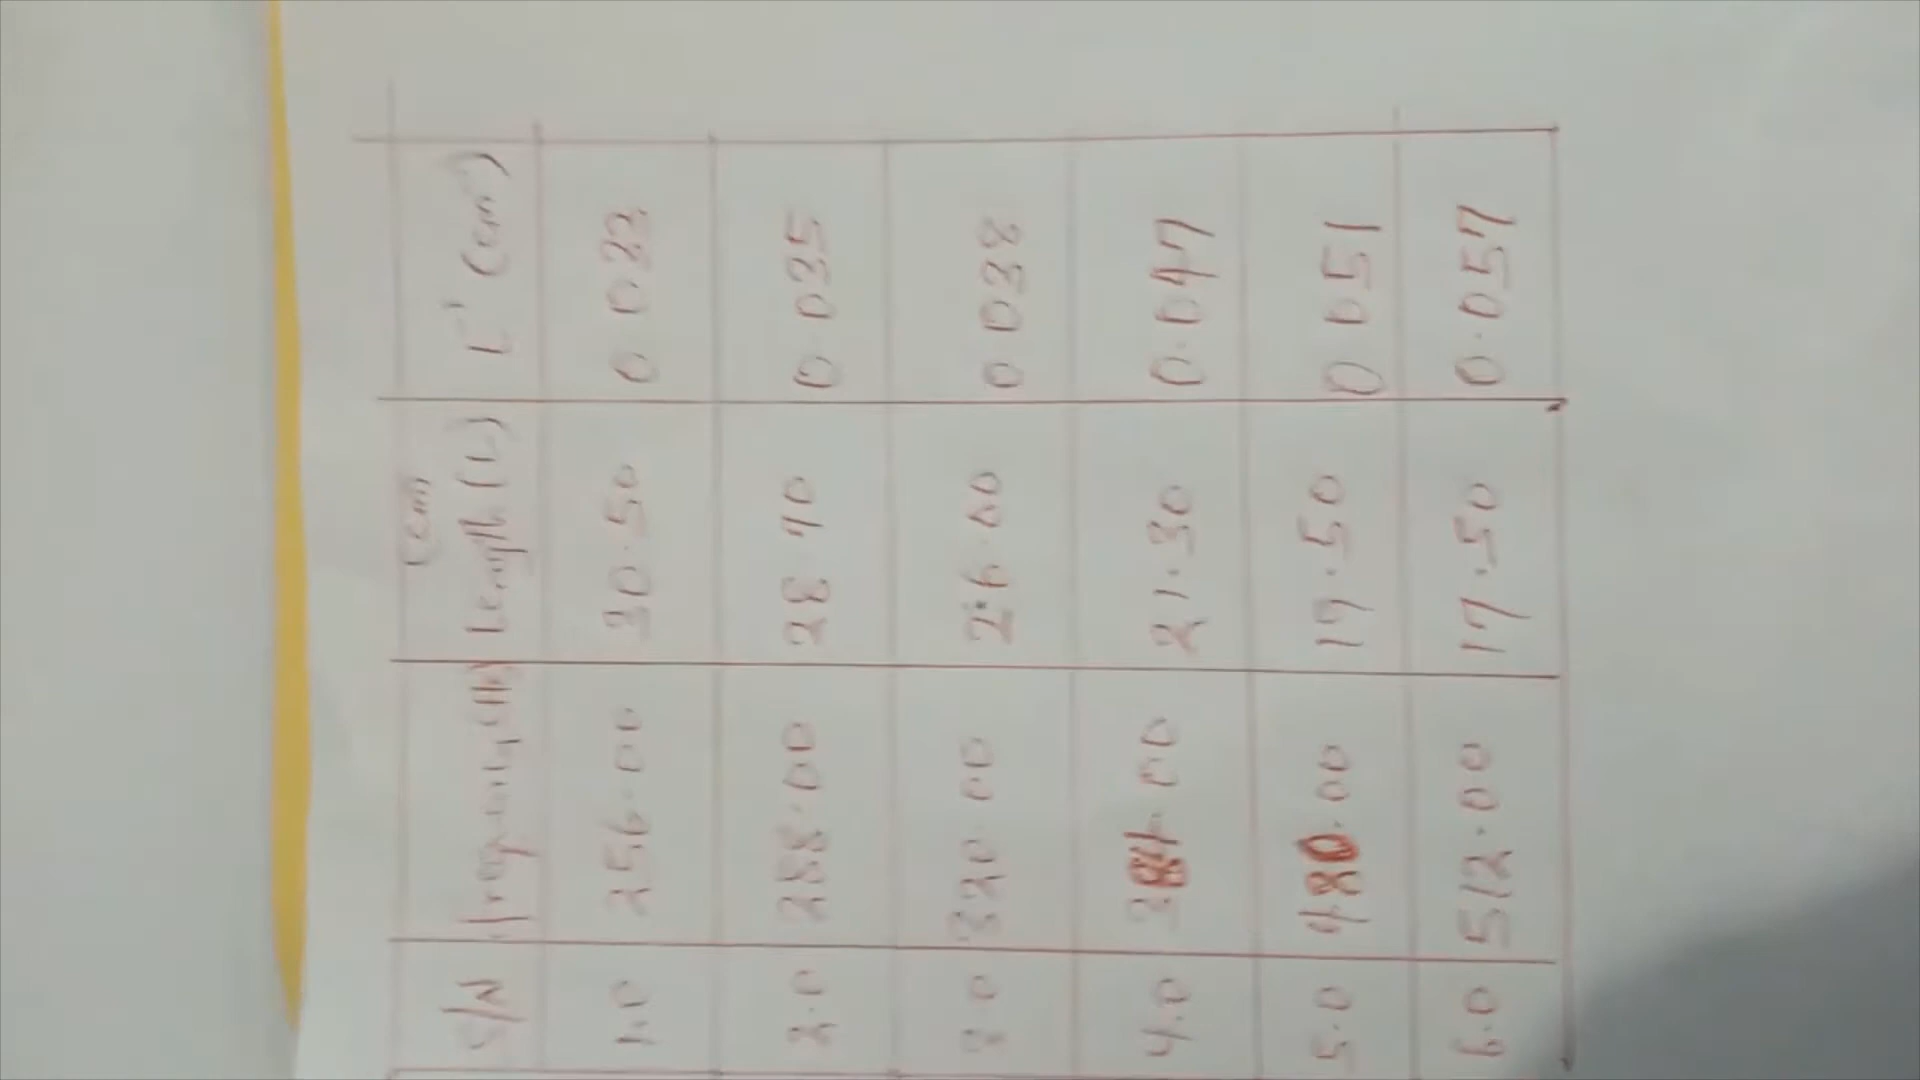 S/N frequency (Hz) Length (L) (cm) L⁻¹ (cm⁻¹)
1.0 256.00 30.50 0.033
2.0 288.00 28.40 0.035
3.0 320.00 26.00 0.038
4.0 384.00 21.30 0.047
5.0 480.00 19.50 0.051
6.0 512.00 17.50 0.057